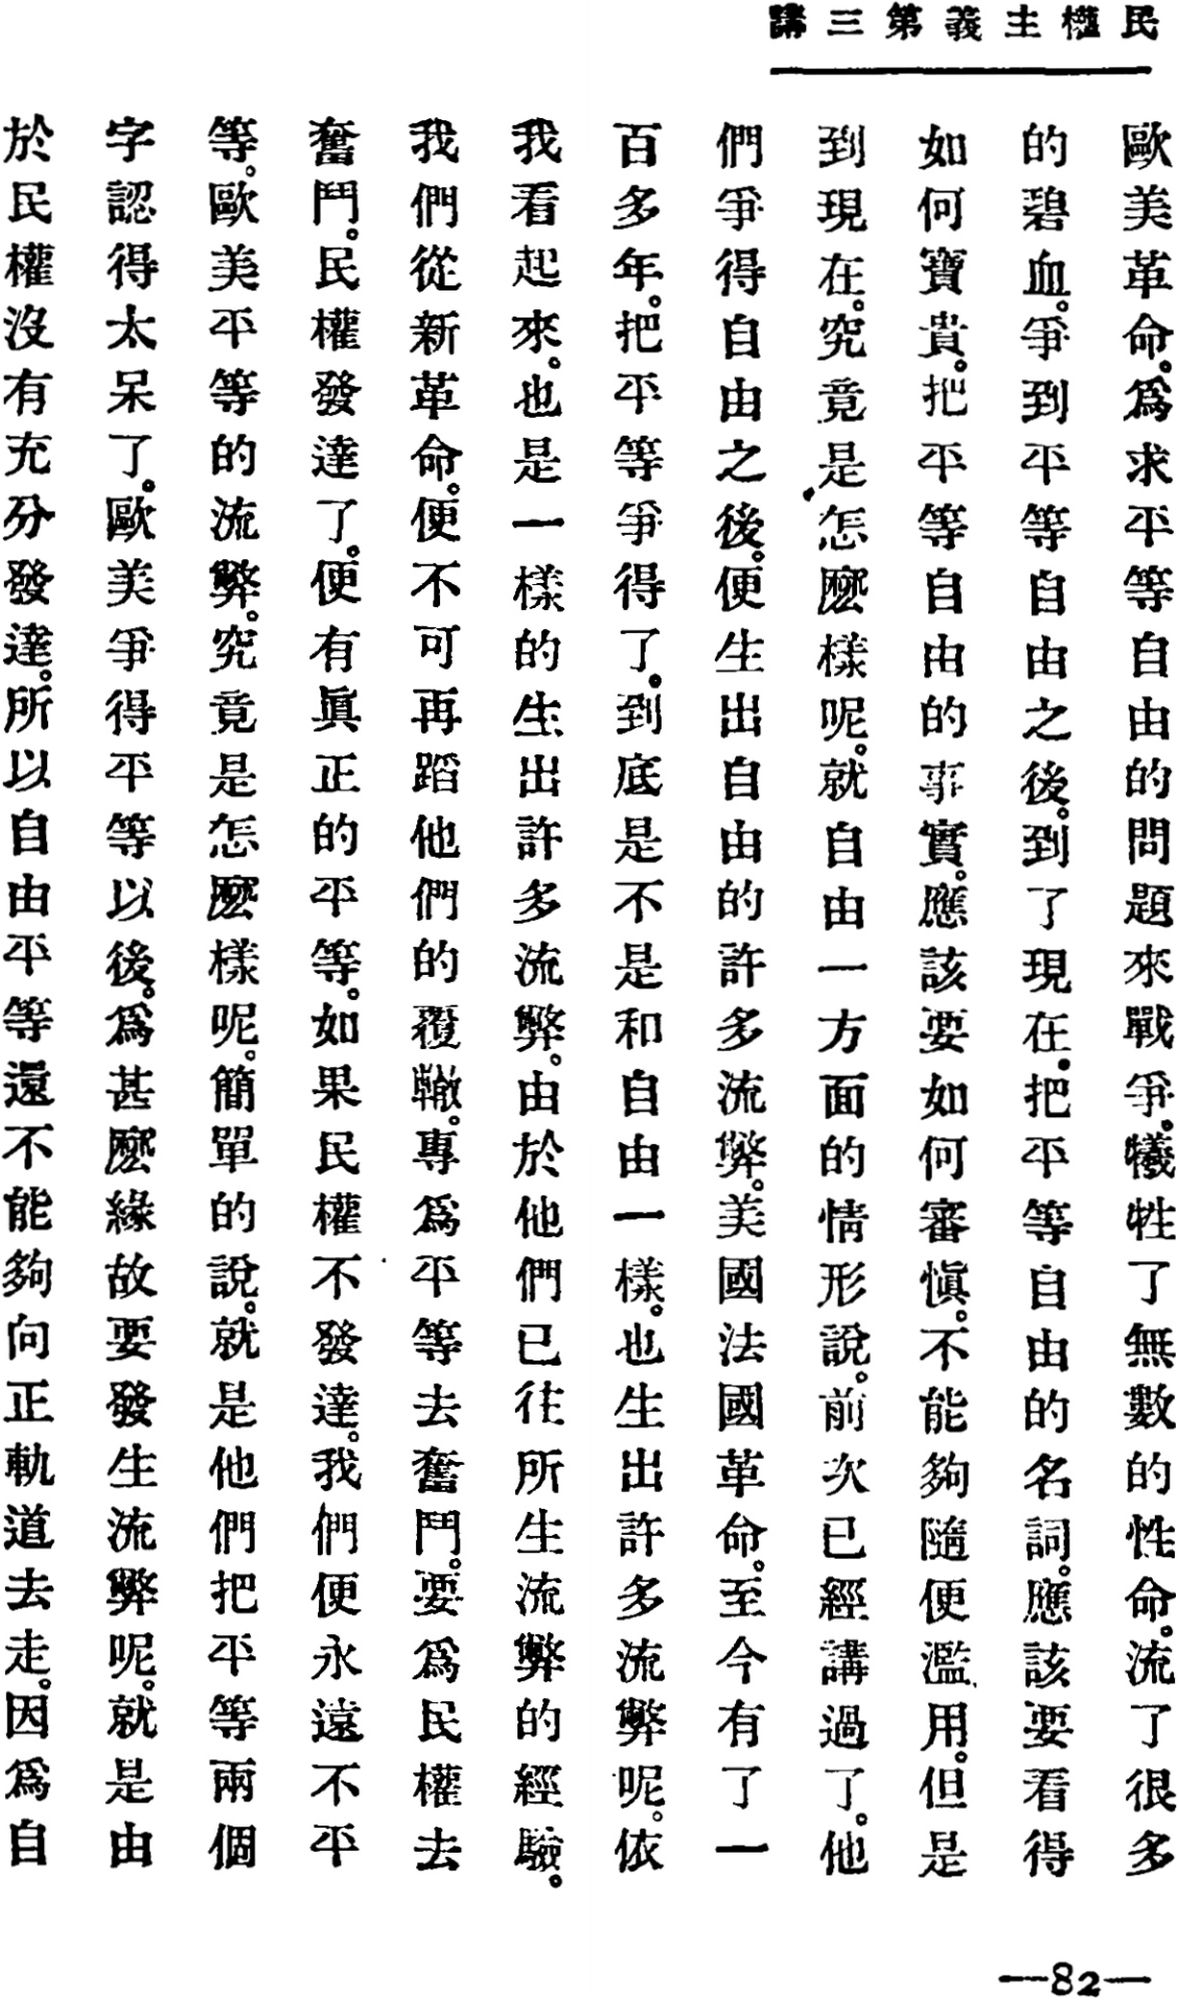 民權主義第三講
歐美革命。爲求平等自由的問題來戰爭。犧牲了無數的性命。流了很多
的碧血。爭到平等自由之後。到了現在。把平等自由的名詞。應該要看得
如何寶貴。把平等自由的事實。應該要如何審愼。不能夠隨便濫用。但是
到現在。究竟是怎麽樣呢。就自由一方面的情形說。前次已經講過了。他
們爭得自由之後。便生出自由的許多流弊。美國法國革命。至今有了一
百多年。把平等爭得了。到底是不是和自由一樣。也生出許多流弊呢。依
我看起來。也是一樣的生出許多流弊。由於他們已往所生流弊的經驗。
我們從新革命。便不可再蹈他們的覆轍。專爲平等去奮鬥。要爲民權去
奮鬥。民權發達了。便有眞正的平等。如果民權不發達。我們便永遠不平
等。歐美平等的流弊。究竟是怎麽樣呢。簡單的說。就是他們把平等兩個
字認得太呆了。歐美爭得平等以後。爲甚麽緣故要發生流弊呢。就是由
於民權沒有充分發達。所以自由平等還不能夠向正軌道去走。因爲自
—82—